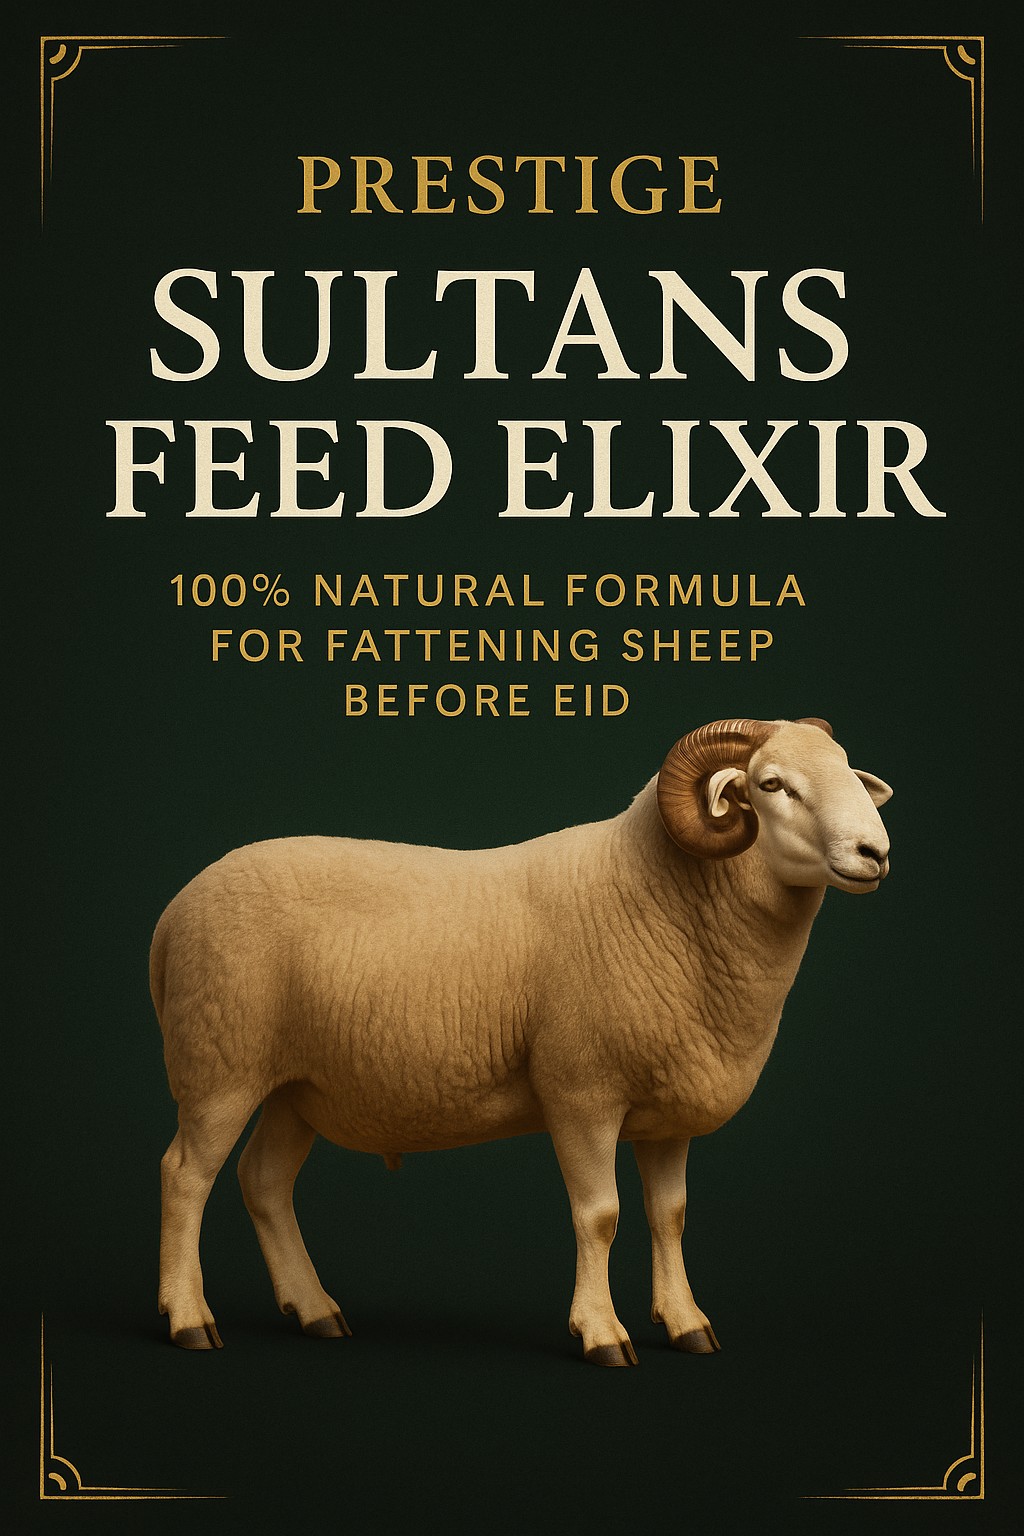 PRESTIGE
SULTANS
FEED ELIXIR
100% NATURAL FORMULA
FOR FATTENING SHEEP
BEFORE EID